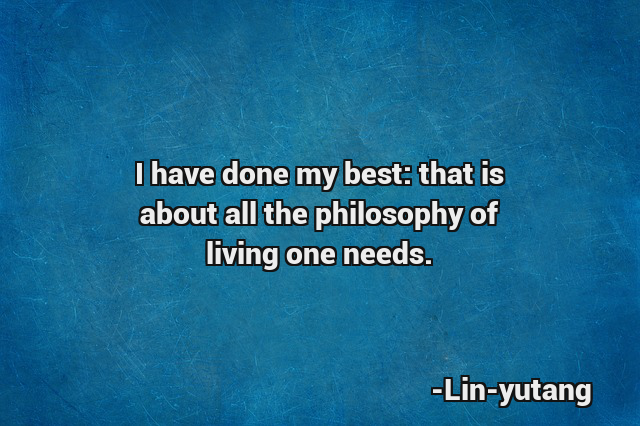 I have done my best: that is
about all the philosophy of
living one needs.
-Lin-yutang